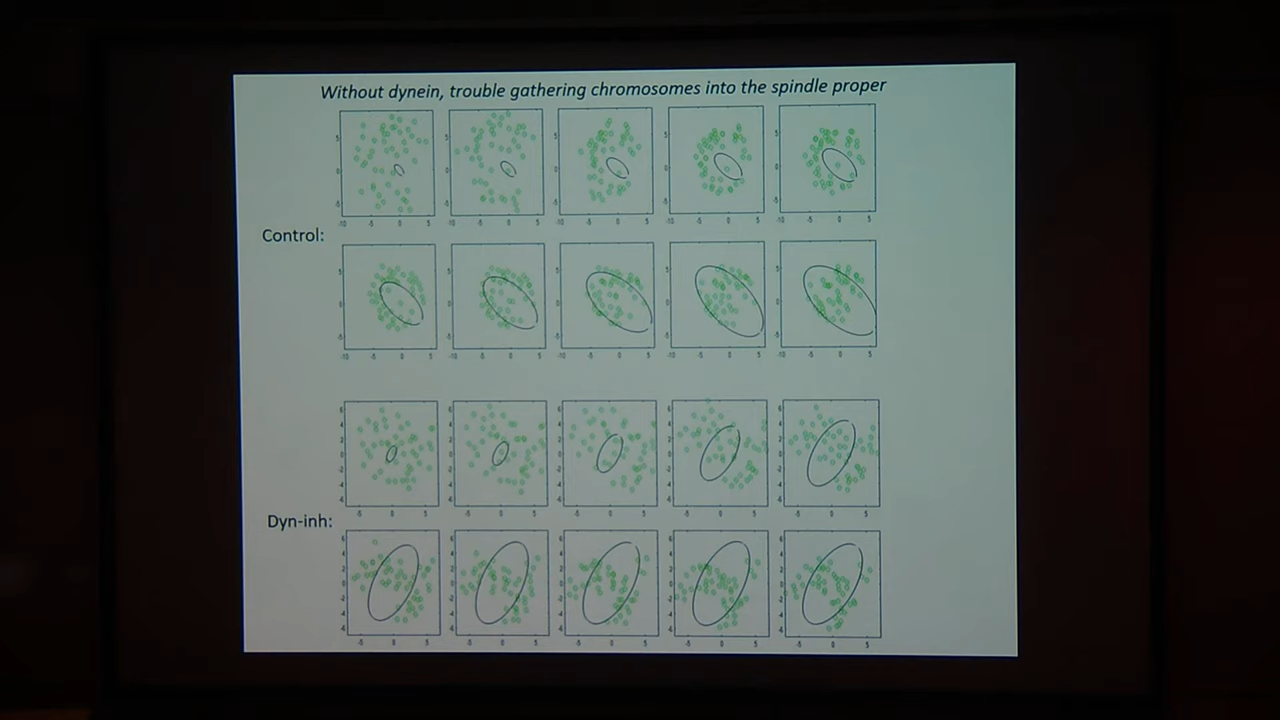 Without dynein, trouble gathering chromosomes into the spindle proper
Control:
Dyn-inh: